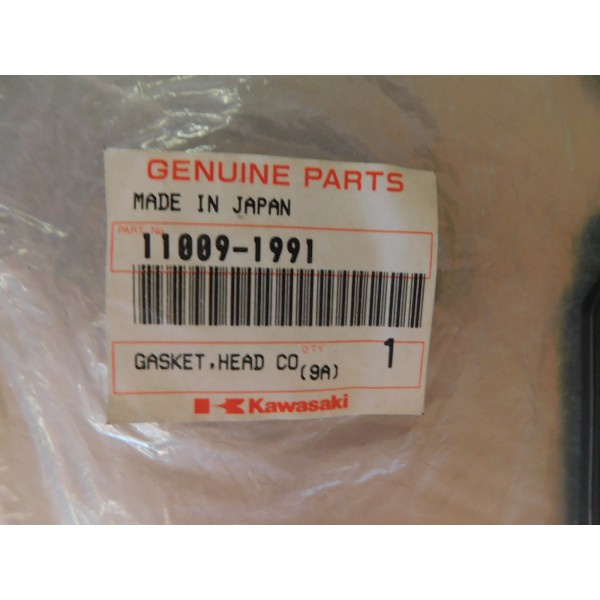 GENUINE PARTS
MADE IN JAPAN
PART No.
11009-1991
QTY
GASKET,HEAD CO(9A) 1
Kawasaki